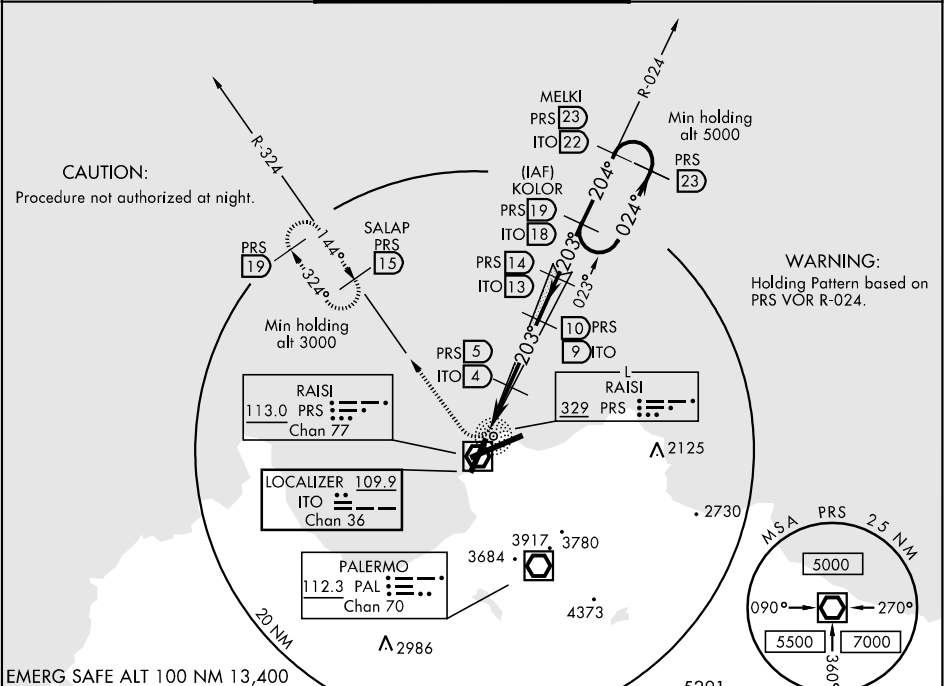 R-024
MELKI
PRS 23
ITO 22
Min holding
alt 5000
PRS
23
204°
024°
R-324
CAUTION:
Procedure not authorized at night.
(IAF)
KOLOR
PRS 19
ITO 18
203°
023°
PRS
19
144°
324°
SALAP
PRS
15
PRS 14
ITO 13
WARNING:
Holding Pattern based on
PRS VOR R-024.
Min holding
alt 3000
10 PRS
9 ITO
203°
PRS 5
ITO 4
RAISI
113.0 PRS
Chan 77
L
RAISI
329 PRS
2125
LOCALIZER 109.9
ITO
Chan 36
2730
3917
3780
3684
PALERMO
112.3 PAL
Chan 70
4373
2986
20 NM
MSA PRS 25 NM
5000
090°
270°
5500
7000
360°
EMERG SAFE ALT 100 NM 13,400